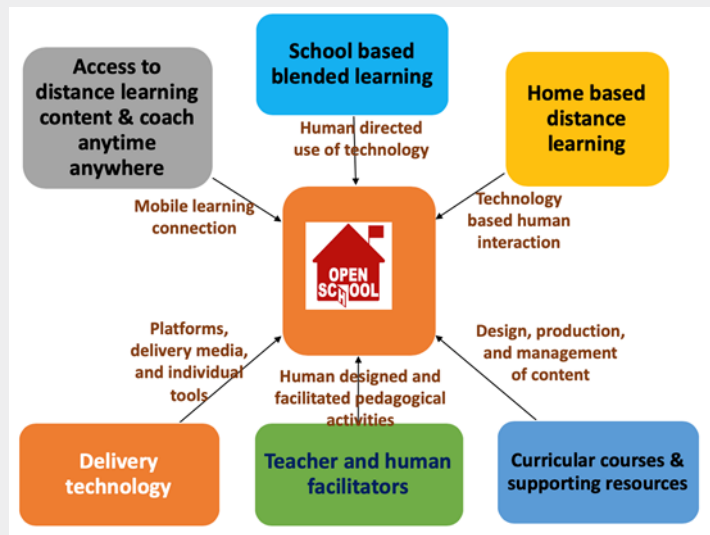 Access to
distance learning
content & coach
anytime
anywhere
School based
blended learning
Home based
distance
learning
Human directed
use of technology
Mobile learning
connection
Technology
based human
interaction
OPEN
SCHOOL
Platforms,
delivery media,
and individual
tools
Human designed and
facilitated pedagogical
activities
Design, production,
and management
of content
Delivery
technology
Teacher and human
facilitators
Curricular courses &
supporting resources